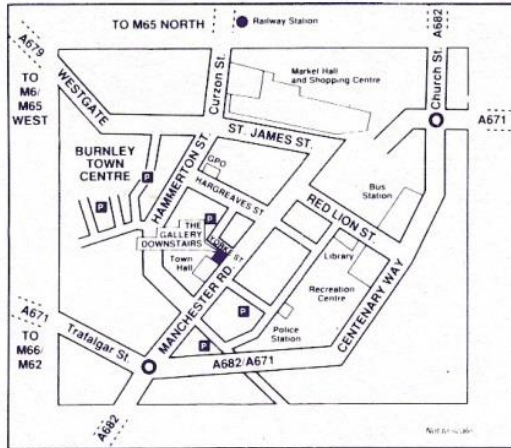 TO M65 NORTH
Railway Station
A682
A679
TO
M6/
M65
WEST
WESTGATE
Curzon St.
Market Hall
and Shopping Centre
Church St.
A671
ST. JAMES ST.
BURNLEY
TOWN
CENTRE
P
P
HAMMERTON ST.
GPO
HARGREAVES ST
RED LION ST.
Bus
Station
P
THE
GALLERY
DOWNSTAIRS
YORKE ST
Town
Hall
Library
Recreation
Centre
MANCHESTER RD.
CENTENARY WAY
P
Police
Station
P
A671
TO
M66/
M62
Trafalgar St.
A682/A671
A682
Not to scale